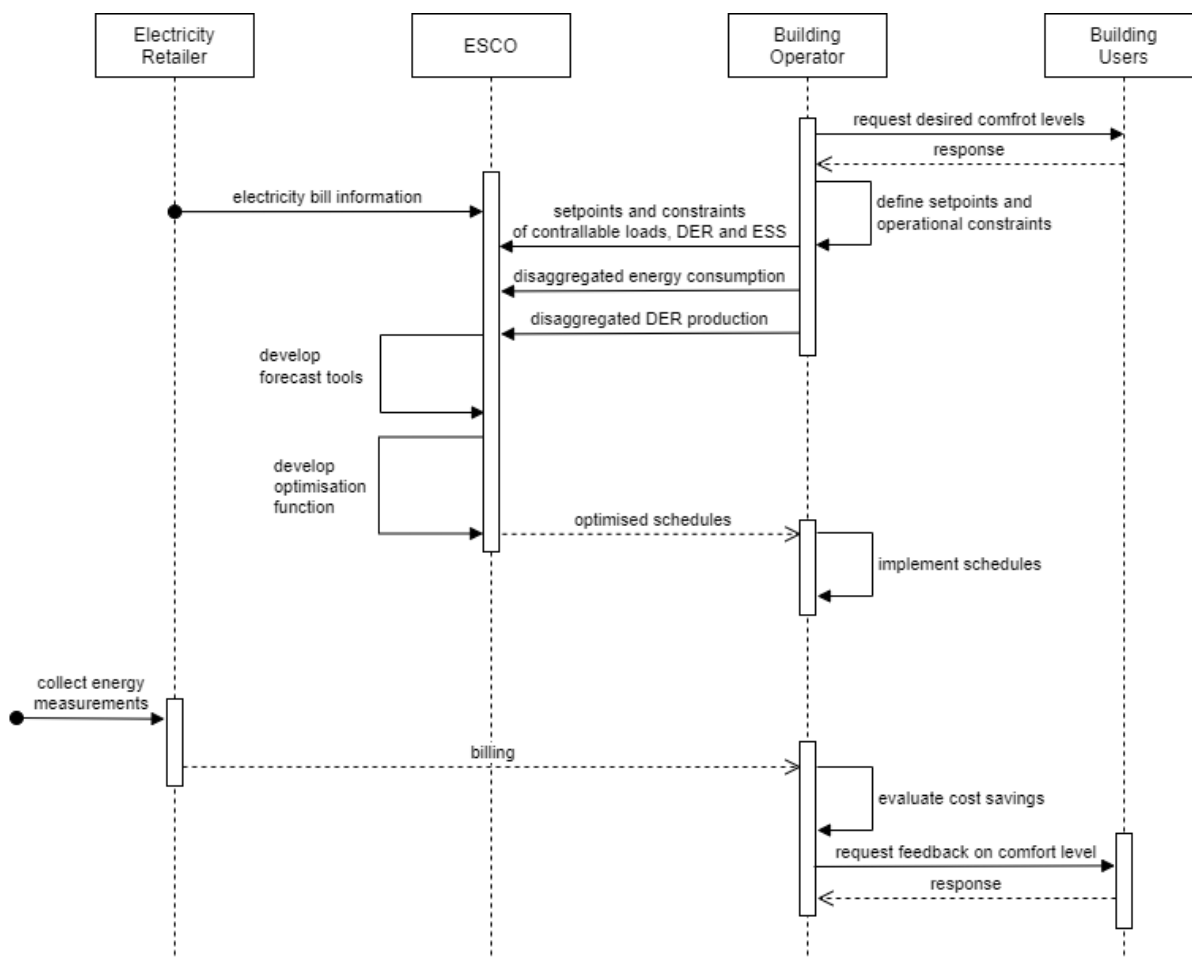 Electricity
Retailer
ESCO
Building
Operator
Building
Users
request desired comfrot levels
response
electricity bill information
define setpoints and
operational constraints
setpoints and constraints
of contrallable loads, DER and ESS
disaggregated energy consumption
disaggregated DER production
develop
forecast tools
develop
optimisation
function
optimised schedules
implement schedules
collect energy
measurements
billing
evaluate cost savings
request feedback on comfort level
response